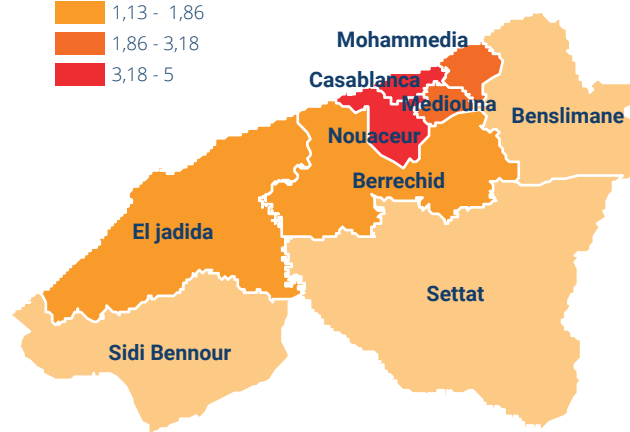 1,13 - 1,86
1,86 - 3,18
3,18 - 5
Mohammedia
Casablanca
Mediouna
Benslimane
Nouaceur
Berrechid
El jadida
Settat
Sidi Bennour